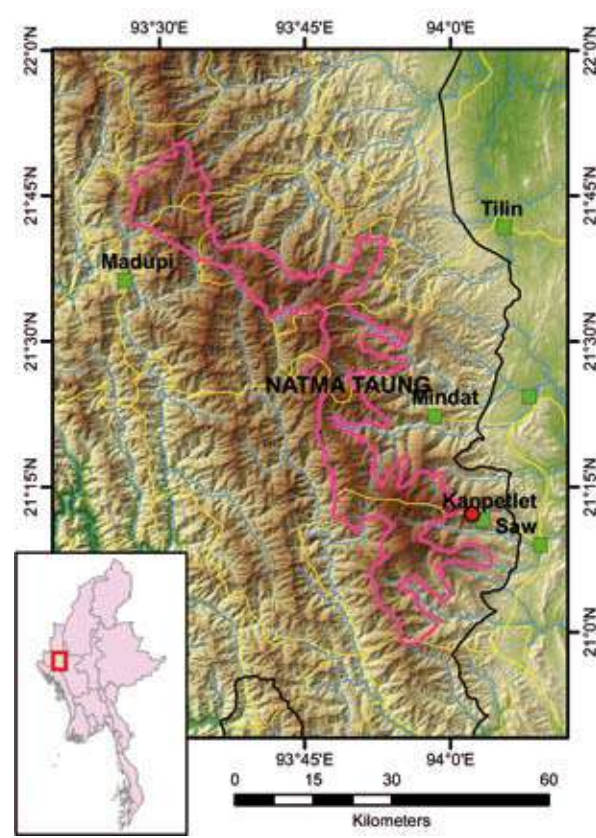 93°30'E 93°45'E 94°0'E
22°0'N 22°0'N
21°45'N 21°45'N
Tilin
Madupi
21°30'N 21°30'N
NATMA TAUNG
Mindat
21°15'N 21°15'N
Kanpetlet
Saw
21°0'N 21°0'N
93°45'E 94°0'E
0 15 30 60
Kilometers